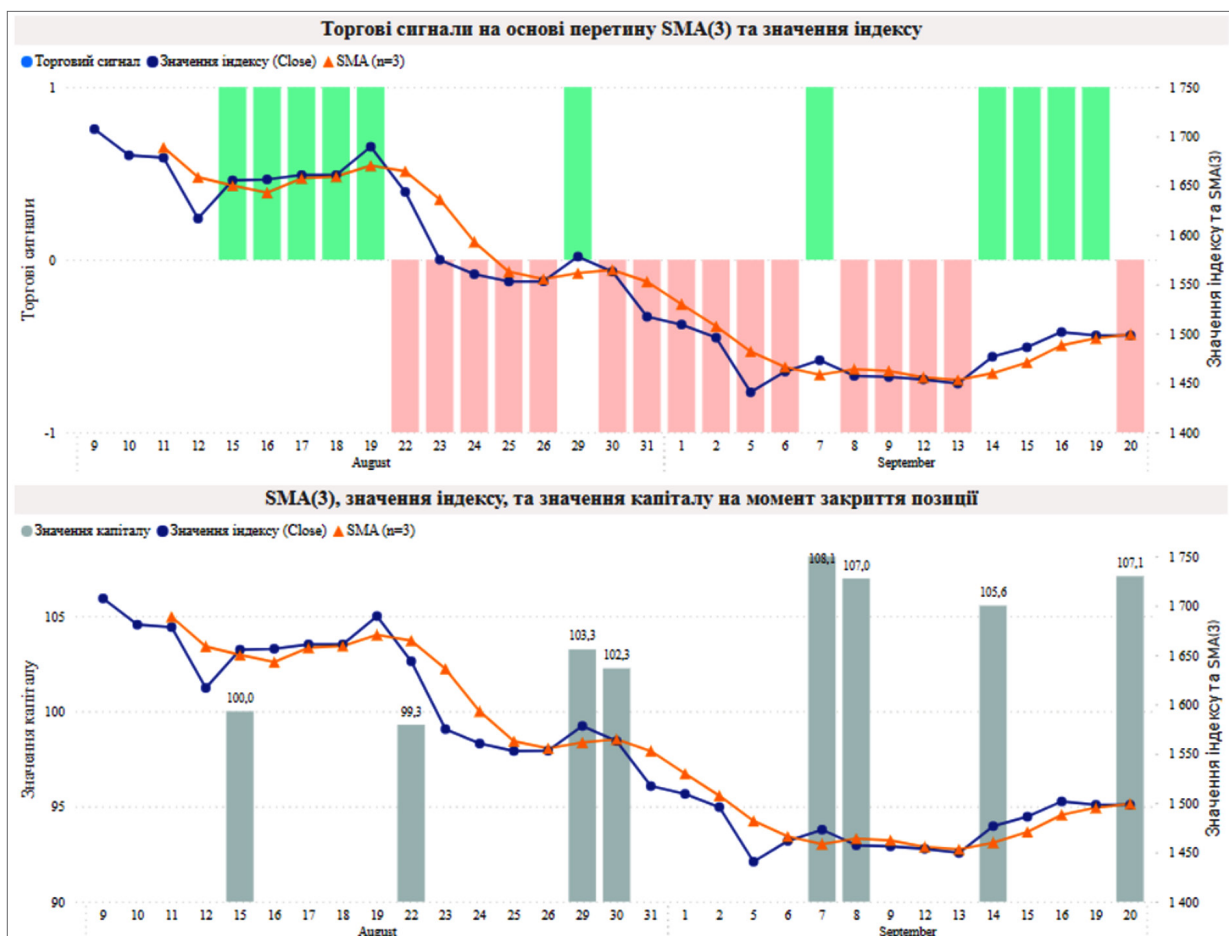 Торгові сигнали на основі перетину SMA(3) та значення індексу
Торговий сигнал Значення індексу (Close) SMA (n=3)
1
0
-1
Торгові сигнали
1 750
1 700
1 650
1 600
1 550
1 500
1 450
1 400
Значення індексу та SMA(3)
9 10 11 12 15 16 17 18 19 22 23 24 25 26 29 30 31 1 2 5 6 7 8 9 12 13 14 15 16 19 20
August September
SMA(3), значення індексу, та значення капіталу на момент закриття позиції
Значення капіталу Значення індексу (Close) SMA (n=3)
105
100
95
90
Значення капіталу
100,0
99,3
103,3
102,3
108,1
107,0
105,6
107,1
1 750
1 700
1 650
1 600
1 550
1 500
1 450
1 400
Значення індексу та SMA(3)
9 10 11 12 15 16 17 18 19 22 23 24 25 26 29 30 31 1 2 5 6 7 8 9 12 13 14 15 16 19 20
August September